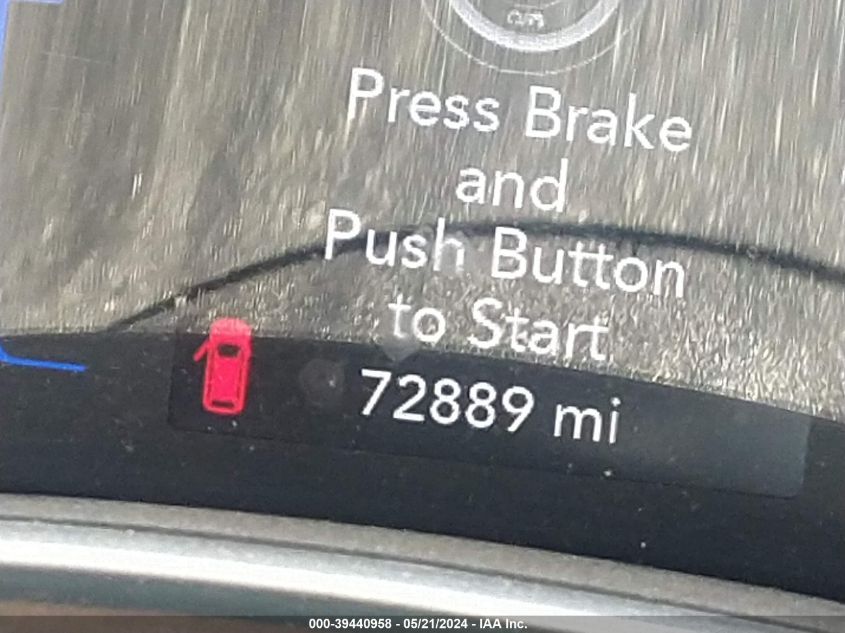 Press Brake
and
Push Button
to Start
72889 mi
000-39440958 - 05/21/2024 - IAA Inc.